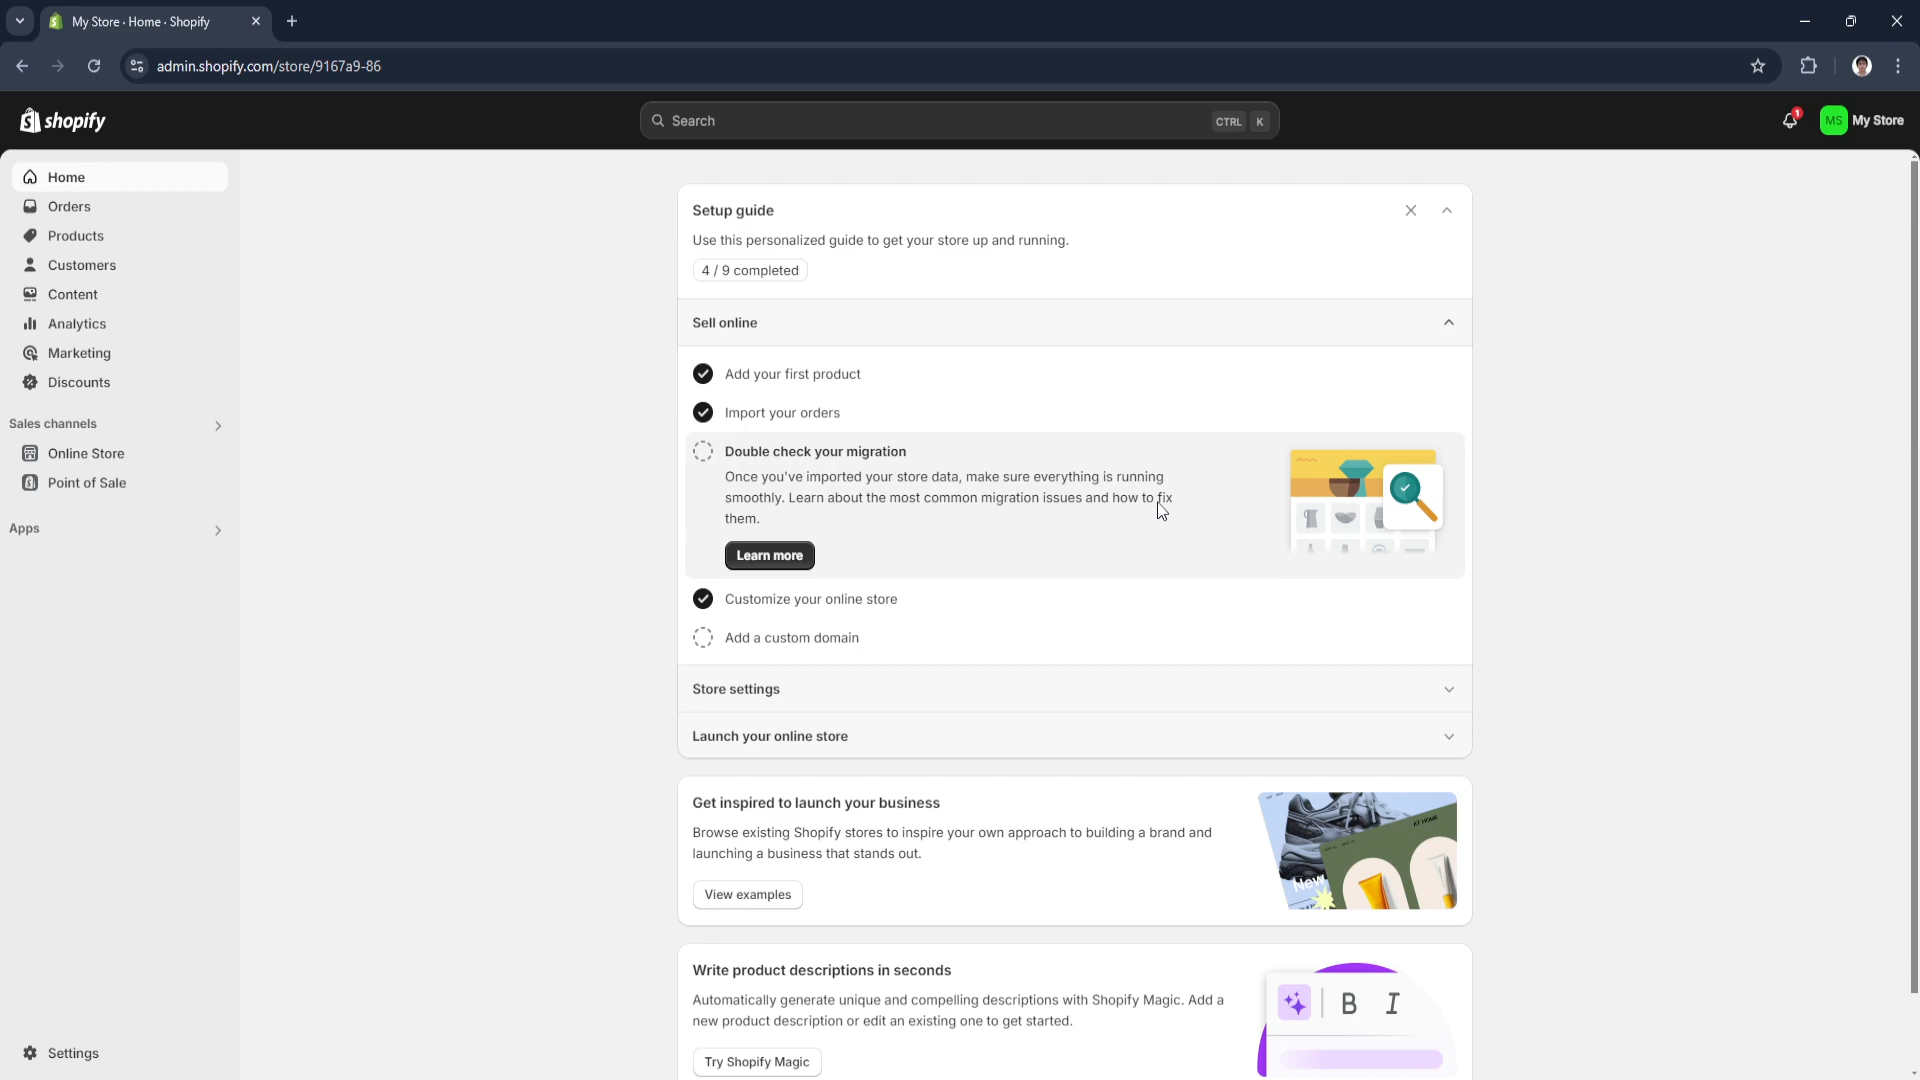 My Store · Home · Shopify
admin.shopify.com/store/9167a9-86
shopify
Search
CTRL K
1
MS My Store
Home
Orders
Products
Customers
Content
Analytics
Marketing
Discounts
Sales channels
Online Store
Point of Sale
Apps
Settings
Setup guide
Use this personalized guide to get your store up and running.
4 / 9 completed
Sell online
Add your first product
Import your orders
Double check your migration
Once you've imported your store data, make sure everything is running
smoothly. Learn about the most common migration issues and how to fix
them.
Learn more
Customize your online store
Add a custom domain
Store settings
Launch your online store
Get inspired to launch your business
Browse existing Shopify stores to inspire your own approach to building a brand and
launching a business that stands out.
View examples
New
AT HOME
Write product descriptions in seconds
Automatically generate unique and compelling descriptions with Shopify Magic. Add a
new product description or edit an existing one to get started.
Try Shopify Magic
B I